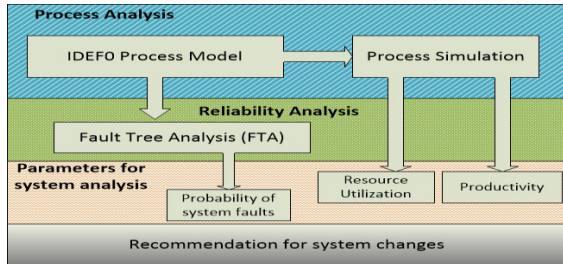 Process Analysis
IDEF0 Process Model
Process Simulation
Reliability Analysis
Fault Tree Analysis (FTA)
Parameters for
system analysis
Probability of
system faults
Resource
Utilization
Productivity
Recommendation for system changes